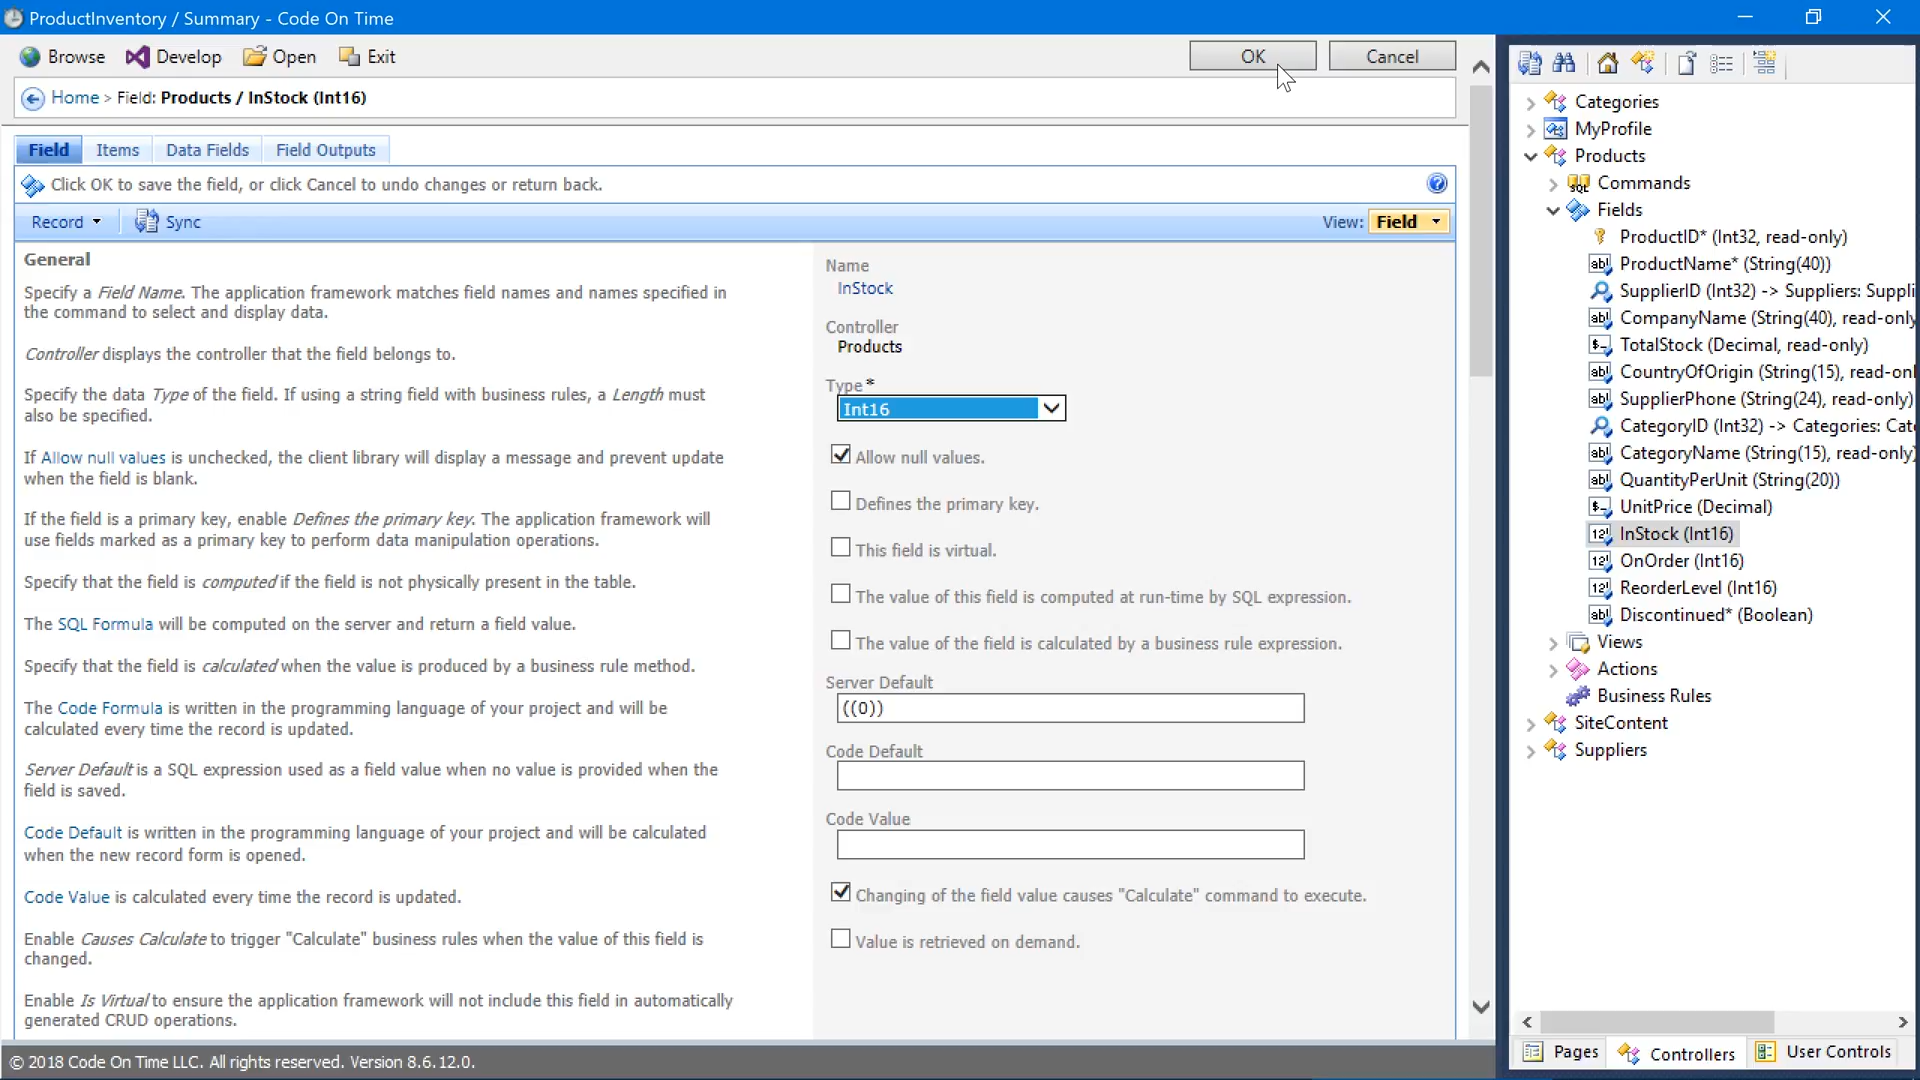 ProductInventory / Summary - Code On Time
Browse Develop Open Exit OK Cancel
Home > Field: Products / InStock (Int16)
Field Items Data Fields Field Outputs
Click OK to save the field, or click Cancel to undo changes or return back.
Record Sync View: Field
General
Specify a Field Name. The application framework matches field names and names specified in
the command to select and display data.
Controller displays the controller that the field belongs to.
Specify the data Type of the field. If using a string field with business rules, a Length must
also be specified.
If Allow null values is unchecked, the client library will display a message and prevent update
when the field is blank.
If the field is a primary key, enable Defines the primary key. The application framework will
use fields marked as a primary key to perform data manipulation operations.
Specify that the field is computed if the field is not physically present in the table.
The SQL Formula will be computed on the server and return a field value.
Specify that the field is calculated when the value is produced by a business rule method.
The Code Formula is written in the programming language of your project and will be
calculated every time the record is updated.
Server Default is a SQL expression used as a field value when no value is provided when the
field is saved.
Code Default is written in the programming language of your project and will be calculated
when the new record form is opened.
Code Value is calculated every time the record is updated.
Enable Causes Calculate to trigger "Calculate" business rules when the value of this field is
changed.
Enable Is Virtual to ensure the application framework will not include this field in automatically
generated CRUD operations.
Name
InStock
Controller
Products
Type *
Int16
Allow null values.
Defines the primary key.
This field is virtual.
The value of this field is computed at run-time by SQL expression.
The value of the field is calculated by a business rule expression.
Server Default
((0))
Code Default
Code Value
Changing of the field value causes "Calculate" command to execute.
Value is retrieved on demand.
Categories
MyProfile
Products
Commands
Fields
ProductID* (Int32, read-only)
ProductName* (String(40))
SupplierID (Int32) -> Suppliers: Suppli
CompanyName (String(40), read-only
TotalStock (Decimal, read-only)
CountryOfOrigin (String(15), read-onl
SupplierPhone (String(24), read-only)
CategoryID (Int32) -> Categories: Cate
CategoryName (String(15), read-only)
QuantityPerUnit (String(20))
UnitPrice (Decimal)
InStock (Int16)
OnOrder (Int16)
ReorderLevel (Int16)
Discontinued* (Boolean)
Views
Actions
Business Rules
SiteContent
Suppliers
Pages Controllers User Controls
© 2018 Code On Time LLC. All rights reserved. Version 8.6.12.0.